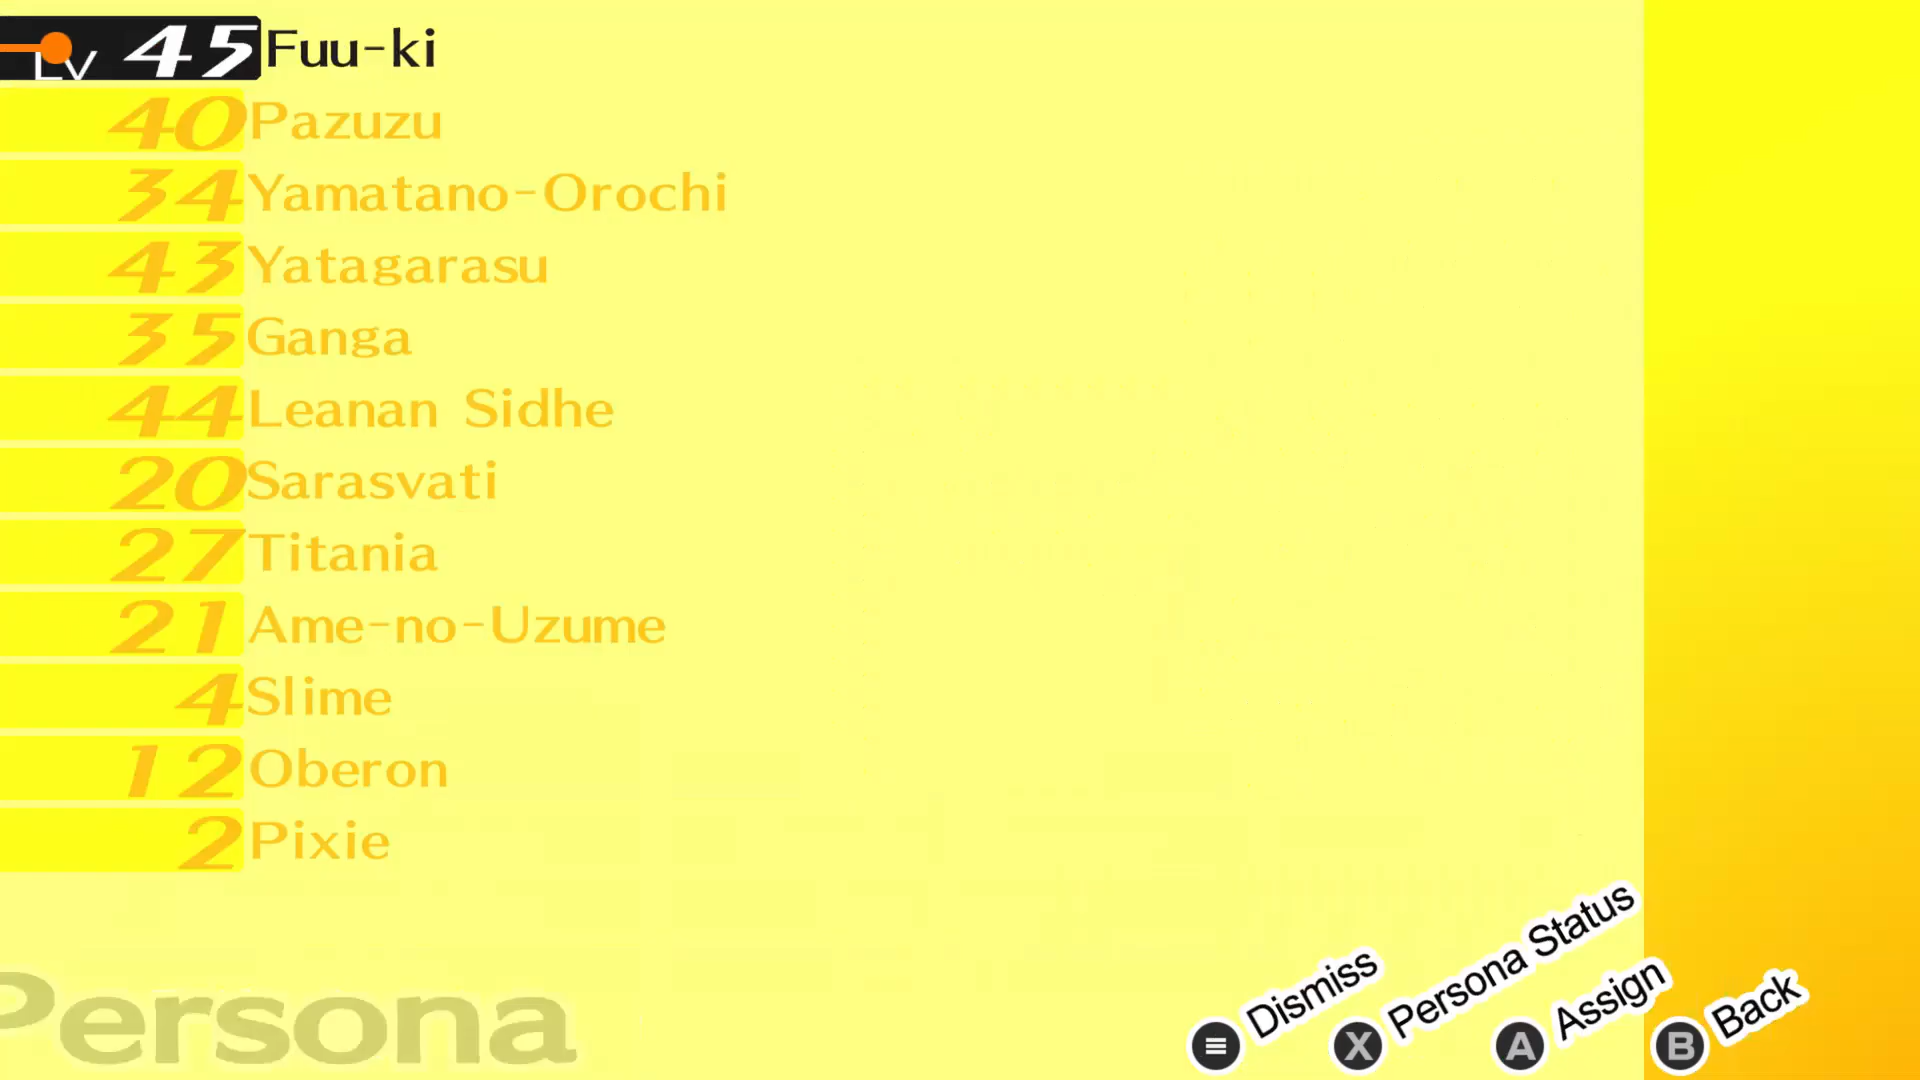 Lv 45 Fuu-ki
40 Pazuzu
34 Yamatano-Orochi
43 Yatagarasu
35 Ganga
44 Leanan Sidhe
20 Sarasvati
27 Titania
21 Ame-no-Uzume
4 Slime
12 Oberon
2 Pixie
Persona
Dismiss
X Persona Status
A Assign
B Back